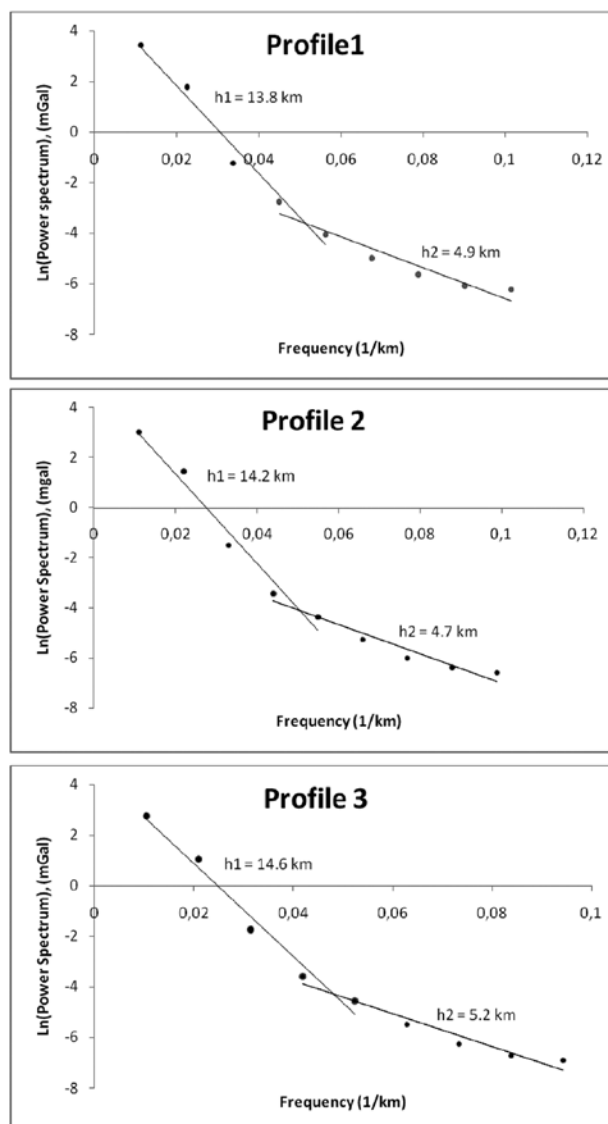 Profile1
4
2
0
-2
-4
-6
-8
0 0,02 0,04 0,06 0,08 0,1 0,12
h1 = 13.8 km
h2 = 4.9 km
Ln(Power spectrum), (mGal)
Frequency (1/km)
Profile 2
4
2
0
-2
-4
-6
-8
0 0,02 0,04 0,06 0,08 0,1 0,12
h1 = 14.2 km
h2 = 4.7 km
Ln(Power Spectrum), (mgal)
Frequency (1/km)
Profile 3
4
2
0
-2
-4
-6
-8
0 0,02 0,04 0,06 0,08 0,1
h1 = 14.6 km
h2 = 5.2 km
Ln(Power Spectrum), (mGal)
Frequency (1/km)